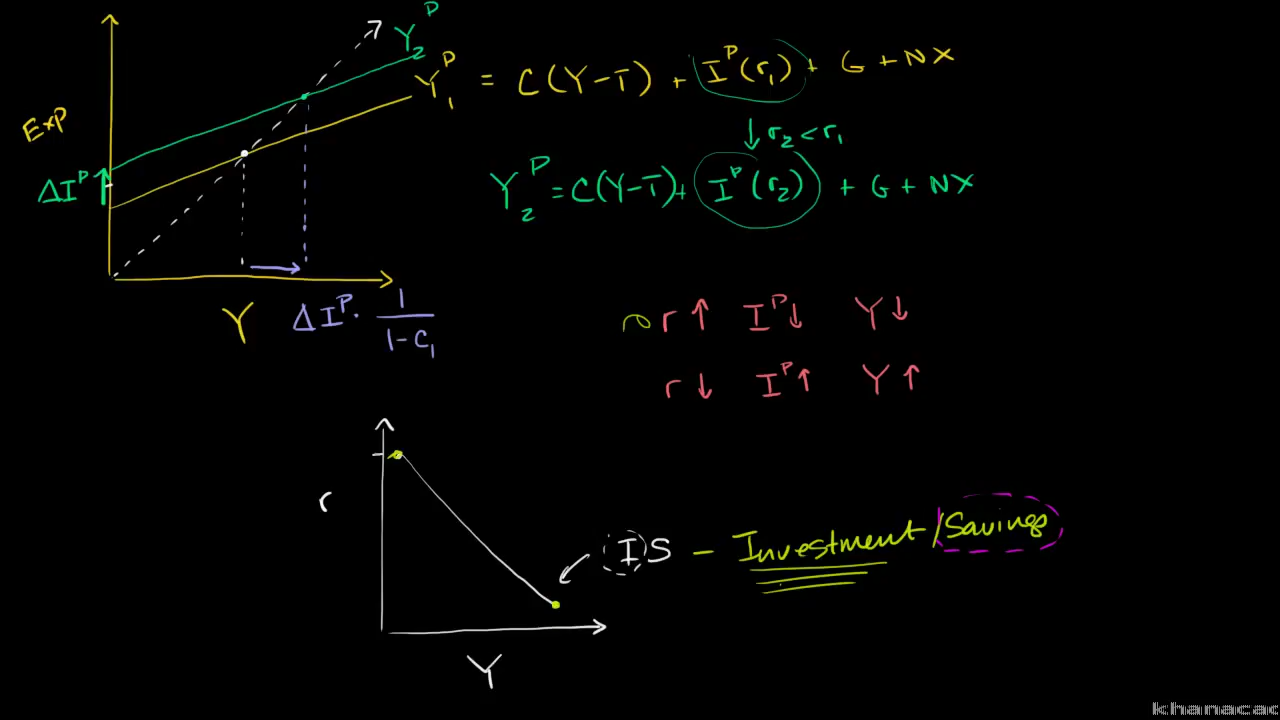 Y₂ᴾ
Y₁ᴾ = C(Y-T) + Iᴾ(r₁) + G + NX
Exp
↓ r₂ < r₁
ΔIᴾ
Y₂ᴾ = C(Y-T) + Iᴾ(r₂) + G + NX
Y ΔIᴾ · 1/(1-C₁)
r ↑ Iᴾ ↓ Y ↓
r ↓ Iᴾ ↑ Y ↑
r
IS - Investment/Savings
Y
khanacad